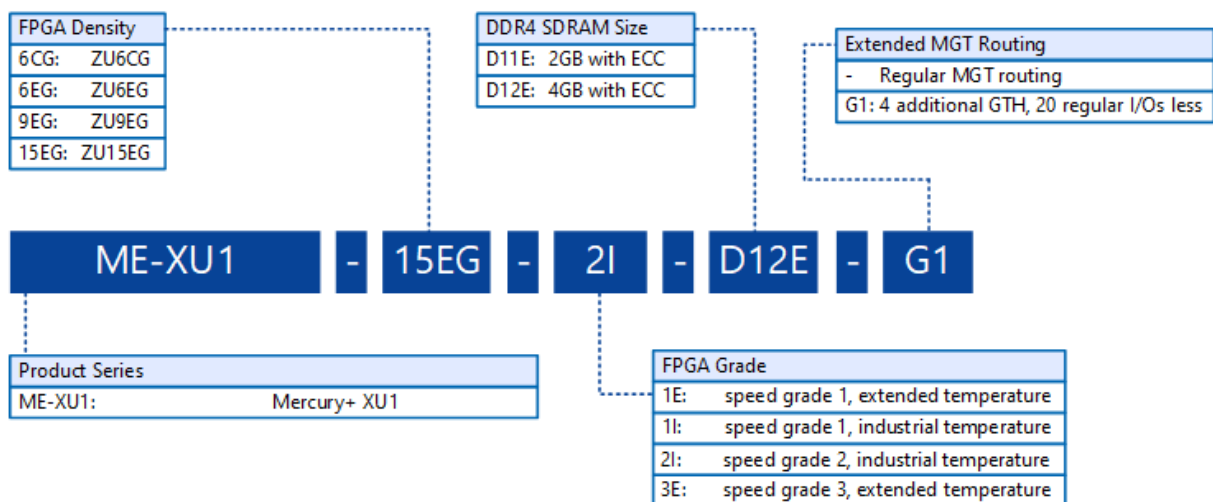 FPGA Density
6CG: ZU6CG
6EG: ZU6EG
9EG: ZU9EG
15EG: ZU15EG
DDR4 SDRAM Size
D11E: 2GB with ECC
D12E: 4GB with ECC
Extended MGT Routing
- Regular MGT routing
G1: 4 additional GTH, 20 regular I/Os less
ME-XU1 - 15EG - 2I - D12E - G1
Product Series
ME-XU1: Mercury+ XU1
FPGA Grade
1E: speed grade 1, extended temperature
1I: speed grade 1, industrial temperature
2I: speed grade 2, industrial temperature
3E: speed grade 3, extended temperature